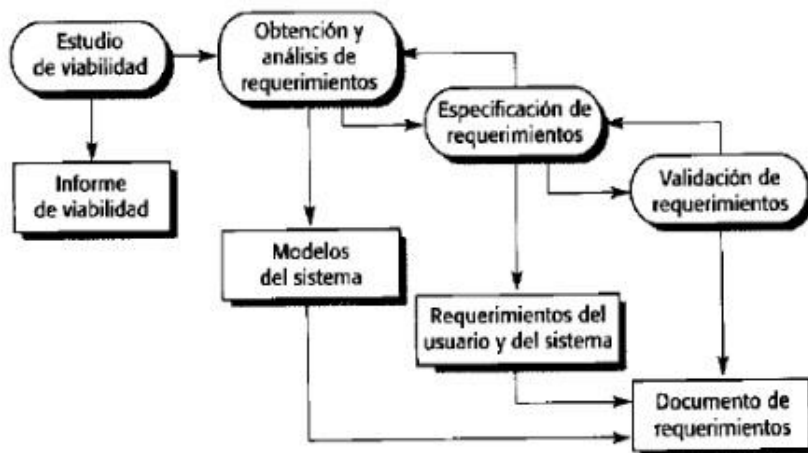 Estudio
de viabilidad
Obtención y
análisis de
requerimientos
Especificación de
requerimientos
Validación de
requerimientos
Informe
de viabilidad
Modelos
del sistema
Requerimientos del
usuario y del sistema
Documento de
requerimientos